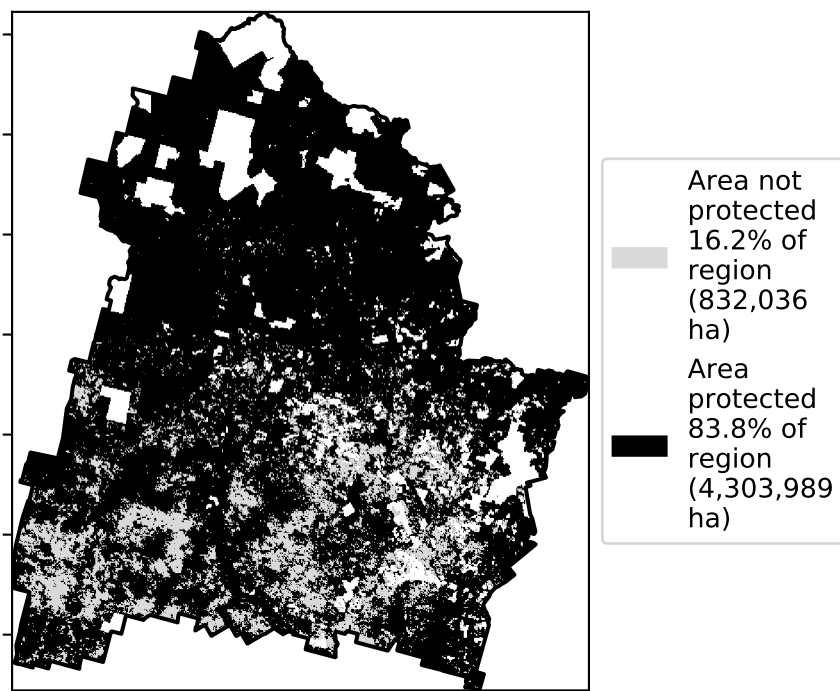 Area not
protected
16.2% of
region
(832,036
ha)
Area
protected
83.8% of
region
(4,303,989
ha)